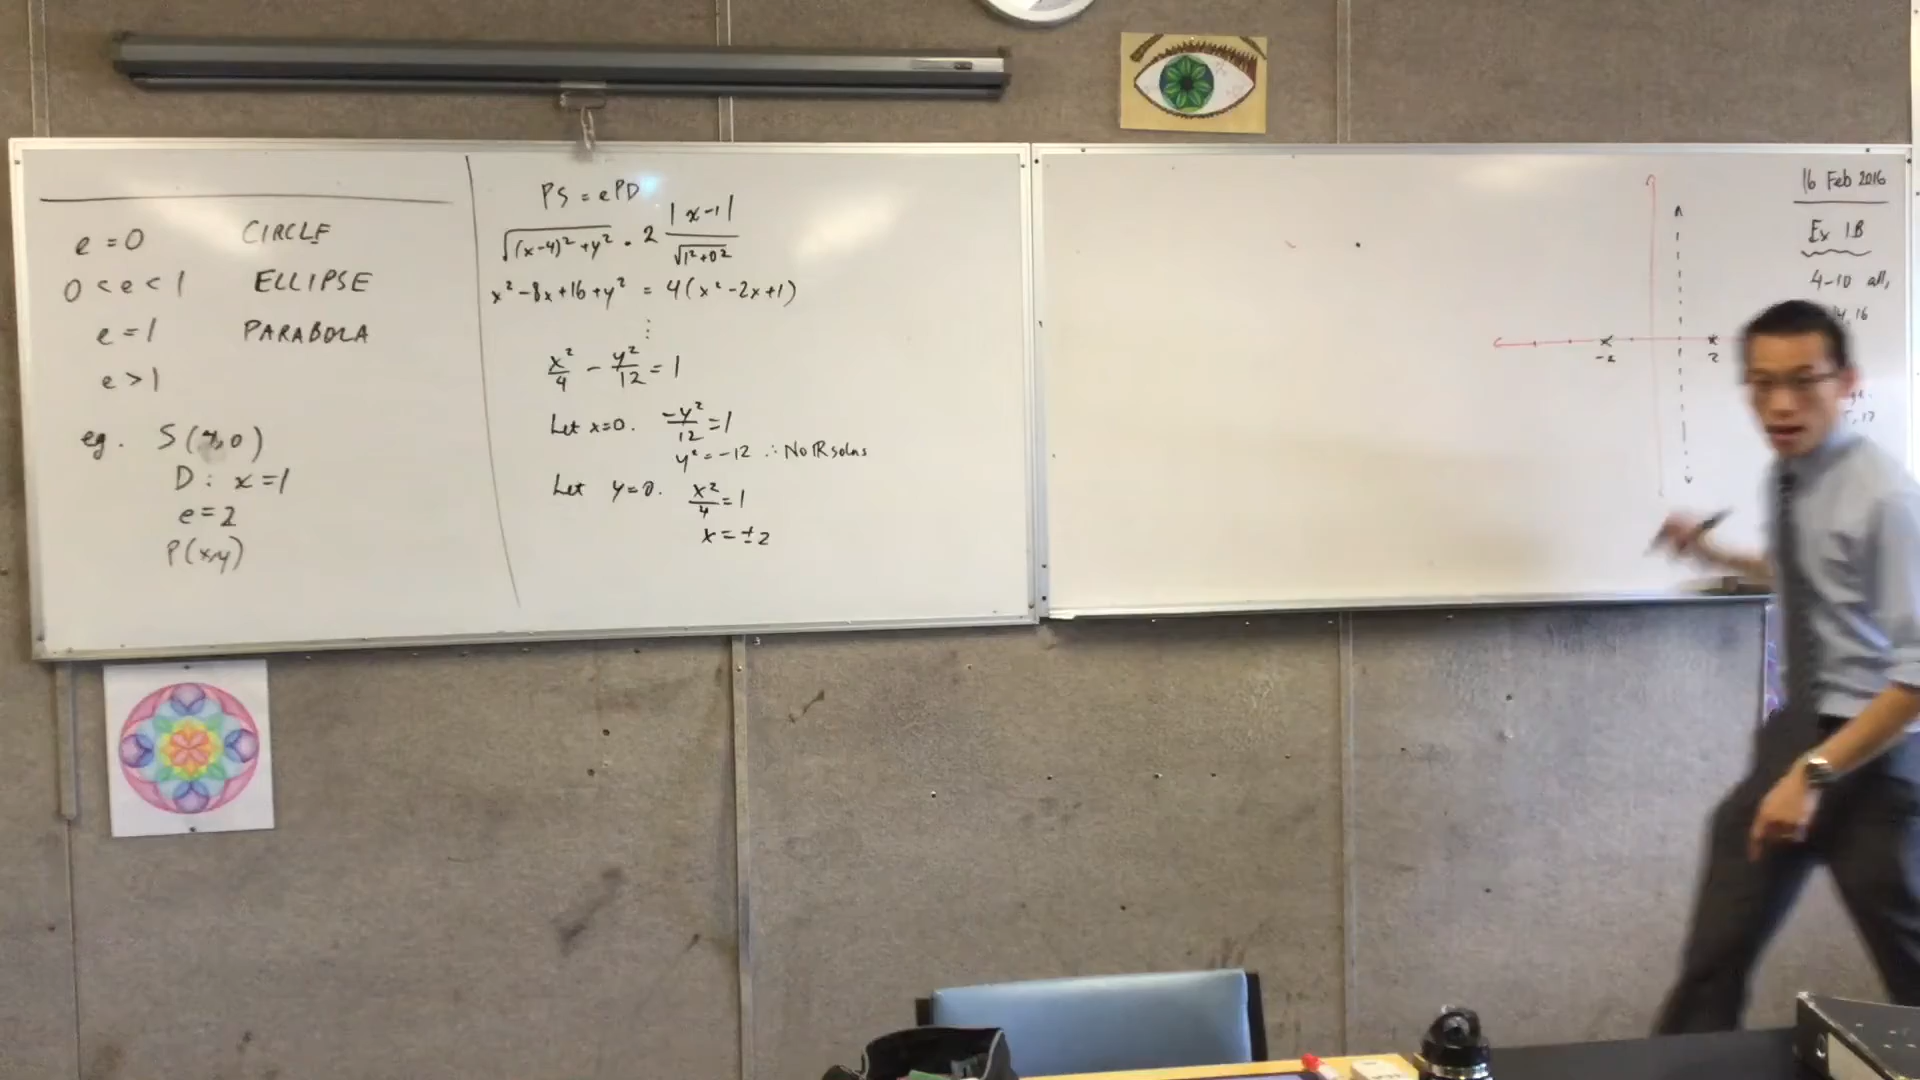 e = 0 CIRCLE
0 < e < 1 ELLIPSE
e = 1 PARABOLA
e > 1
eg. S(4,0)
D : x = 1
e = 2
P(x,y)
PS = ePD
√((x-4)² + y²) = 2 |x-1| / √(1²+0²)
x² - 8x + 16 + y² = 4(x² - 2x + 1)
⋮
x²/4 - y²/12 = 1
Let x=0. -y²/12 = 1
y² = -12 ∴ No ℝ solns
Let y=0. x²/4 = 1
x = ±2
-2 2
16 Feb 2016
Ex 1B
4-10 all,
16
17